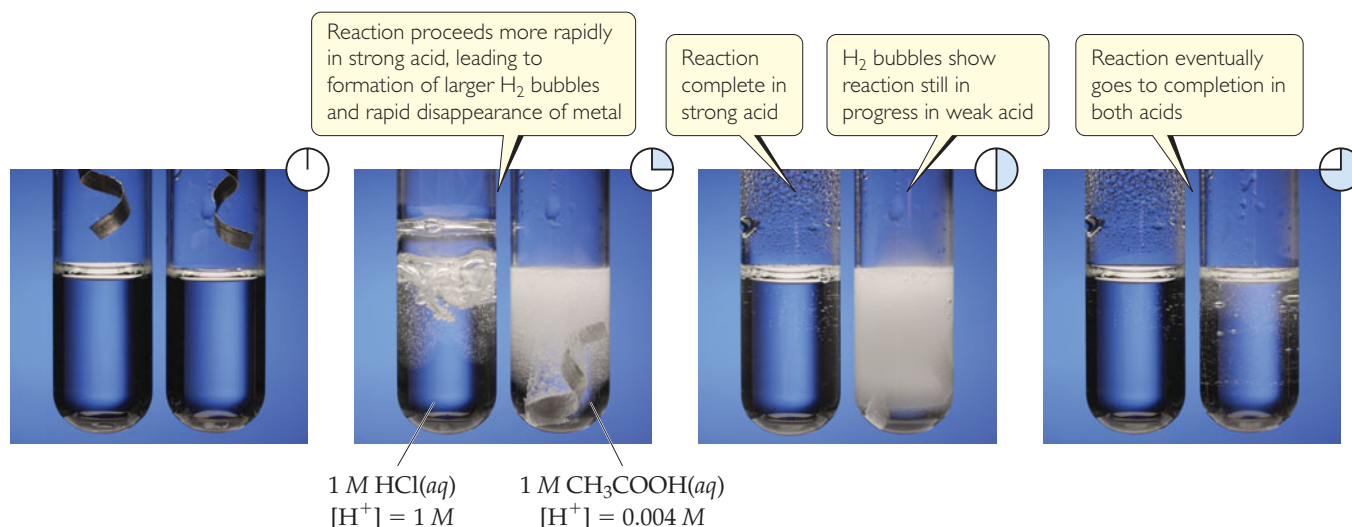 Reaction proceeds more rapidly
in strong acid, leading to
formation of larger H₂ bubbles
and rapid disappearance of metal
Reaction
complete in
strong acid
H₂ bubbles show
reaction still in
progress in weak acid
Reaction eventually
goes to completion in
both acids
1 M HCl(aq)
[H⁺] = 1 M
1 M CH₃COOH(aq)
[H⁺] = 0.004 M